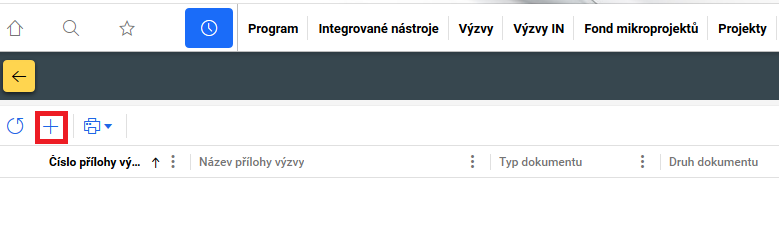 Program Integrované nástroje Výzvy Výzvy IN Fond mikroprojektů Projekty
Číslo přílohy vý... Název přílohy výzvy Typ dokumentu Druh dokumentu